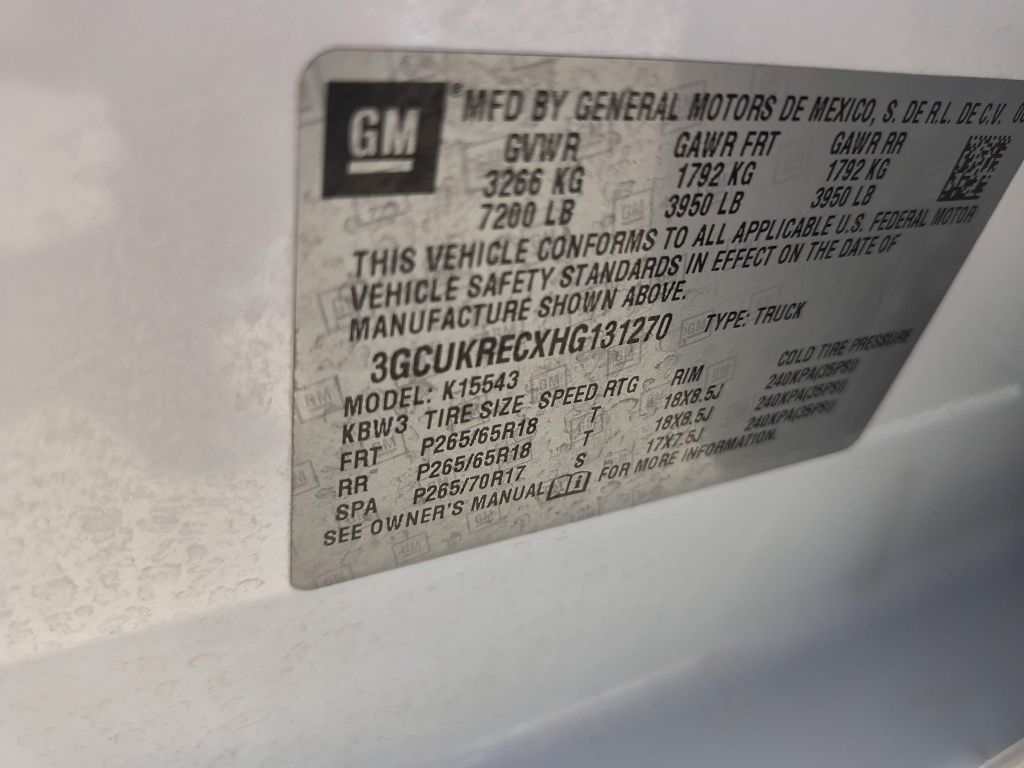 GM
® MFD BY GENERAL MOTORS DE MEXICO, S. DE R.L. DE C.V.
GVWR GAWR FRT GAWR RR
3266 KG 1792 KG 1792 KG
7200 LB 3950 LB 3950 LB
THIS VEHICLE CONFORMS TO ALL APPLICABLE U.S. FEDERAL MOTOR
VEHICLE SAFETY STANDARDS IN EFFECT ON THE DATE OF
MANUFACTURE SHOWN ABOVE.
3GCUKRECXHG131270 TYPE: TRUCK
MODEL: K15543
KBW3 TIRE SIZE SPEED RTG RIM COLD TIRE PRESSURE
FRT P265/65R18 T 18X8.5J 240KPA(35PSI)
RR P265/65R18 T 18X8.5J 240KPA(35PSI)
SPA P265/70R17 S 17X7.5J 240KPA(35PSI)
SEE OWNER'S MANUAL FOR MORE INFORMATION.